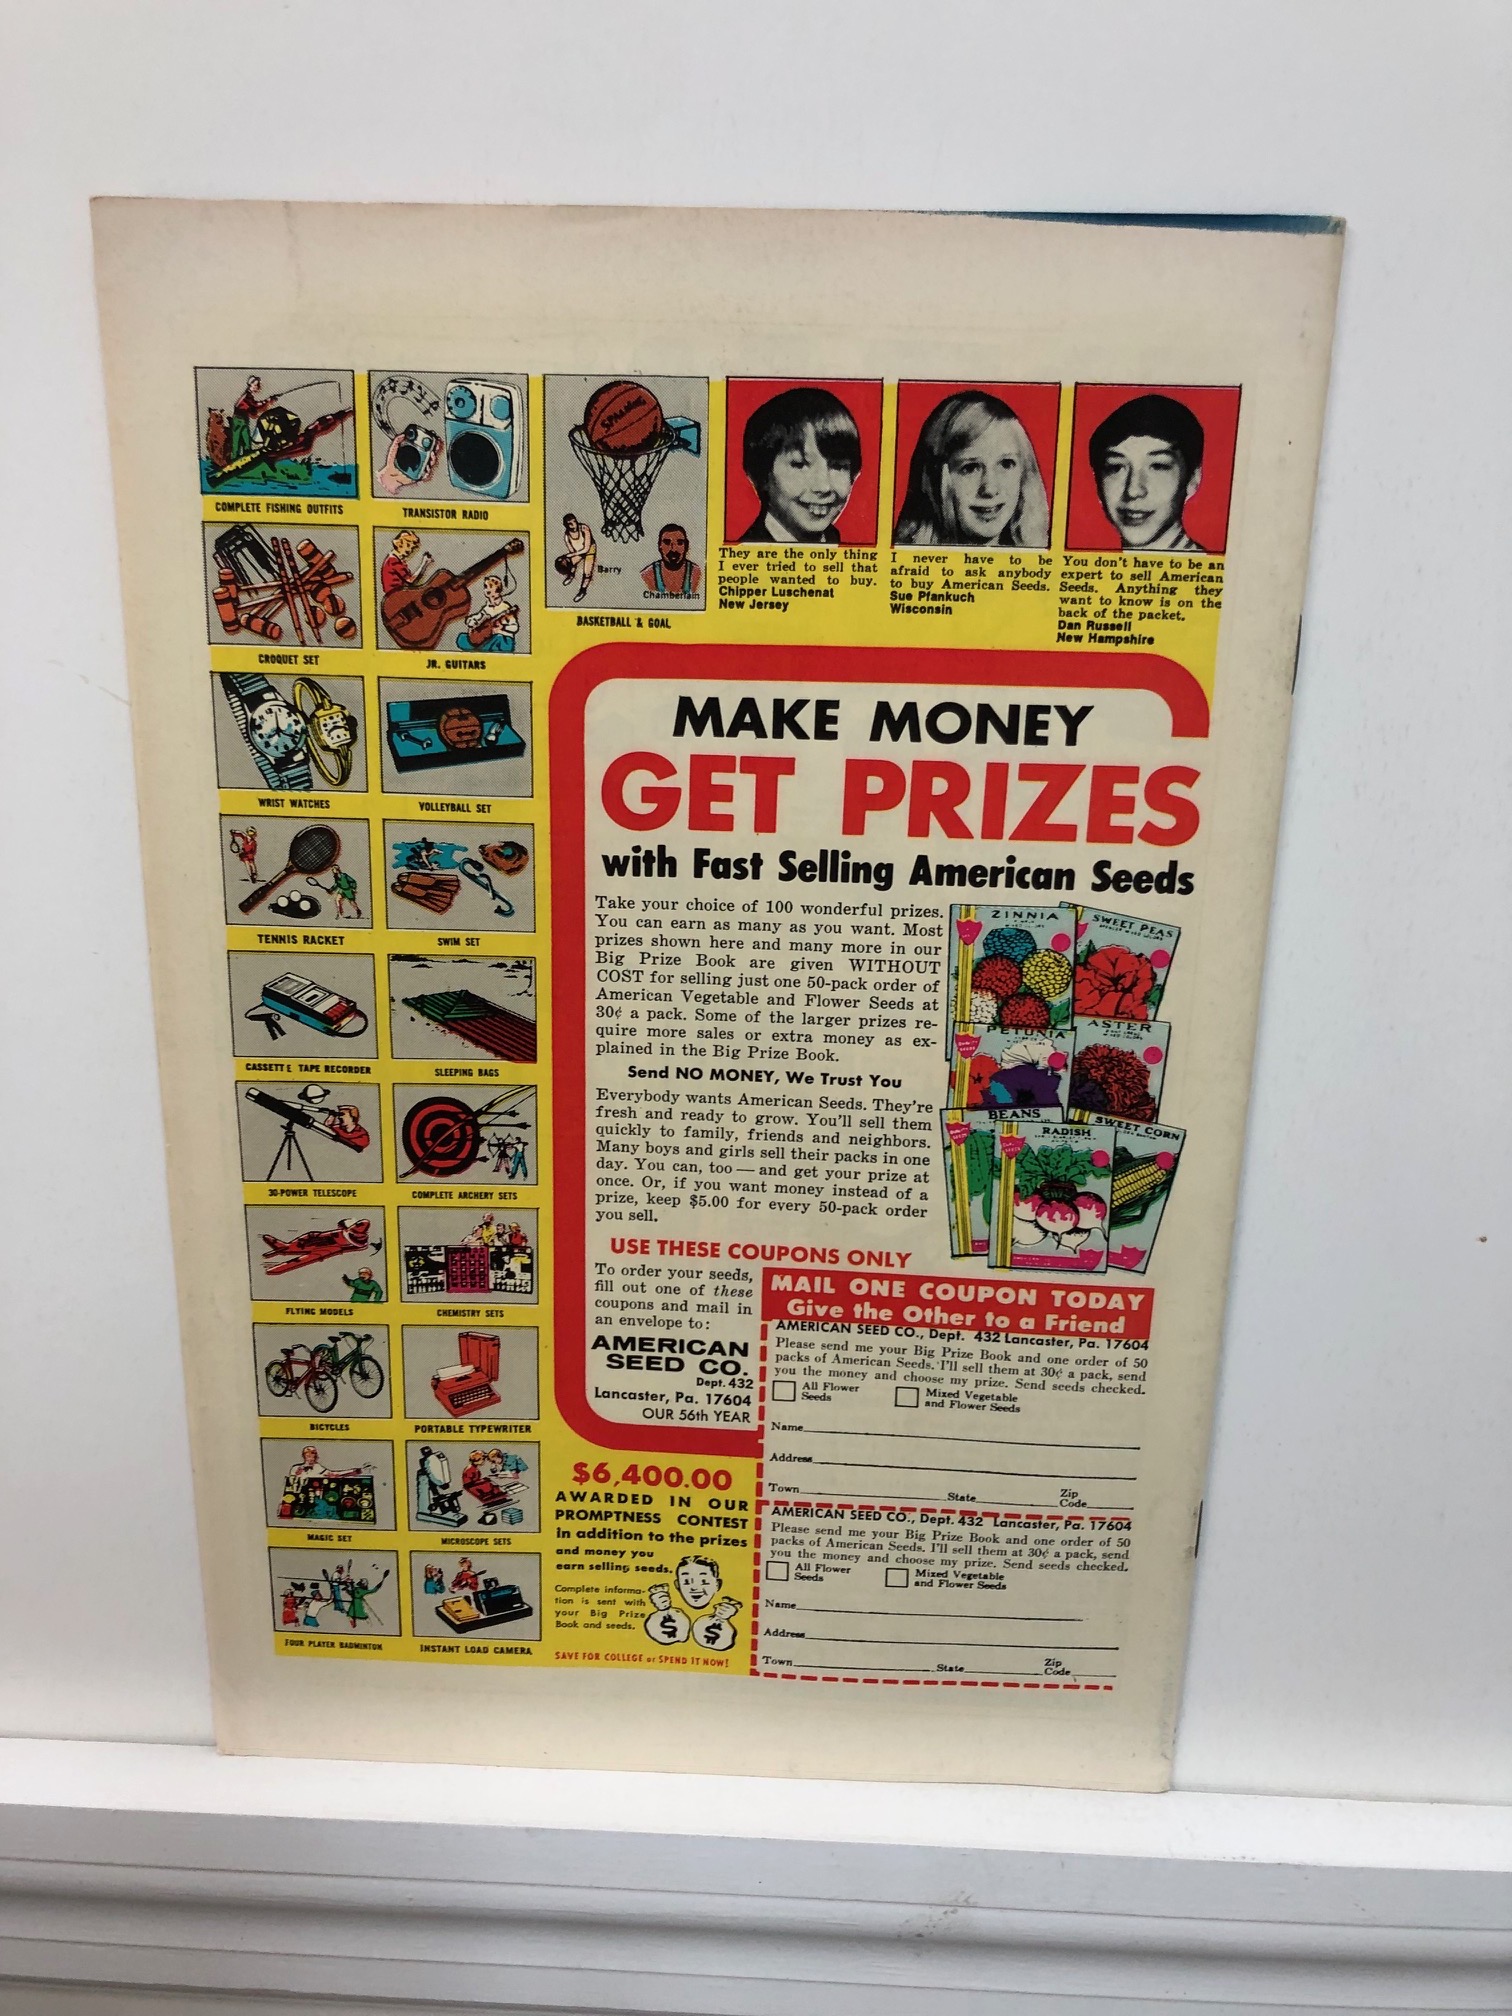 COMPLETE FISHING OUTFITS
TRANSISTOR RADIO
SPALDING
Barry
Chamberlain
BASKETBALL & GOAL
CROQUET SET
JR. GUITARS
WRIST WATCHES
VOLLEYBALL SET
TENNIS RACKET
SWIM SET
CASSETTE TAPE RECORDER
SLEEPING BAGS
30-POWER TELESCOPE
COMPLETE ARCHERY SETS
FLYING MODELS
CHEMISTRY SETS
BICYCLES
PORTABLE TYPEWRITER
MAGIC SET
MICROSCOPE SETS
FOUR PLAYER BADMINTON
INSTANT LOAD CAMERA
They are the only thing
I ever tried to sell that
people wanted to buy.
Chipper Luschenat
New Jersey
I never have to be
afraid to ask anybody
to buy American Seeds.
Sue Pfankuch
Wisconsin
You don't have to be an
expert to sell American
Seeds. Anything they
want to know is on the
back of the packet.
Dan Russell
New Hampshire
MAKE MONEY
GET PRIZES
with Fast Selling American Seeds
Take your choice of 100 wonderful prizes.
You can earn as many as you want. Most
prizes shown here and many more in our
Big Prize Book are given WITHOUT
COST for selling just one 50-pack order of
American Vegetable and Flower Seeds at
30¢ a pack. Some of the larger prizes re-
quire more sales or extra money as ex-
plained in the Big Prize Book.
Send NO MONEY, We Trust You
Everybody wants American Seeds. They're
fresh and ready to grow. You'll sell them
quickly to family, friends and neighbors.
Many boys and girls sell their packs in one
day. You can, too — and get your prize at
once. Or, if you want money instead of a
prize, keep $5.00 for every 50-pack order
you sell.
ZINNIA
SWEET PEAS
PETUNIA
ASTER
BEANS
RADISH
SWEET CORN
USE THESE COUPONS ONLY
To order your seeds,
fill out one of these
coupons and mail in
an envelope to:
AMERICAN
SEED CO.
Dept. 432
Lancaster, Pa. 17604
OUR 56th YEAR
MAIL ONE COUPON TODAY
Give the Other to a Friend
AMERICAN SEED CO., Dept. 432 Lancaster, Pa. 17604
Please send me your Big Prize Book and one order of 50
packs of American Seeds. I'll sell them at 30¢ a pack, send
you the money and choose my prize. Send seeds checked.
All Flower Seeds
Mixed Vegetable and Flower Seeds
Name
Address
Town State Zip Code
AMERICAN SEED CO., Dept. 432 Lancaster, Pa. 17604
Please send me your Big Prize Book and one order of 50
packs of American Seeds. I'll sell them at 30¢ a pack, send
you the money and choose my prize. Send seeds checked.
All Flower Seeds
Mixed Vegetable and Flower Seeds
Name
Address
Town State Zip Code
$6,400.00
AWARDED IN OUR
PROMPTNESS CONTEST
in addition to the prizes
and money you
earn selling seeds.
Complete informa-
tion is sent with
your Big Prize
Book and seeds.
$ $
SAVE FOR COLLEGE or SPEND IT NOW!